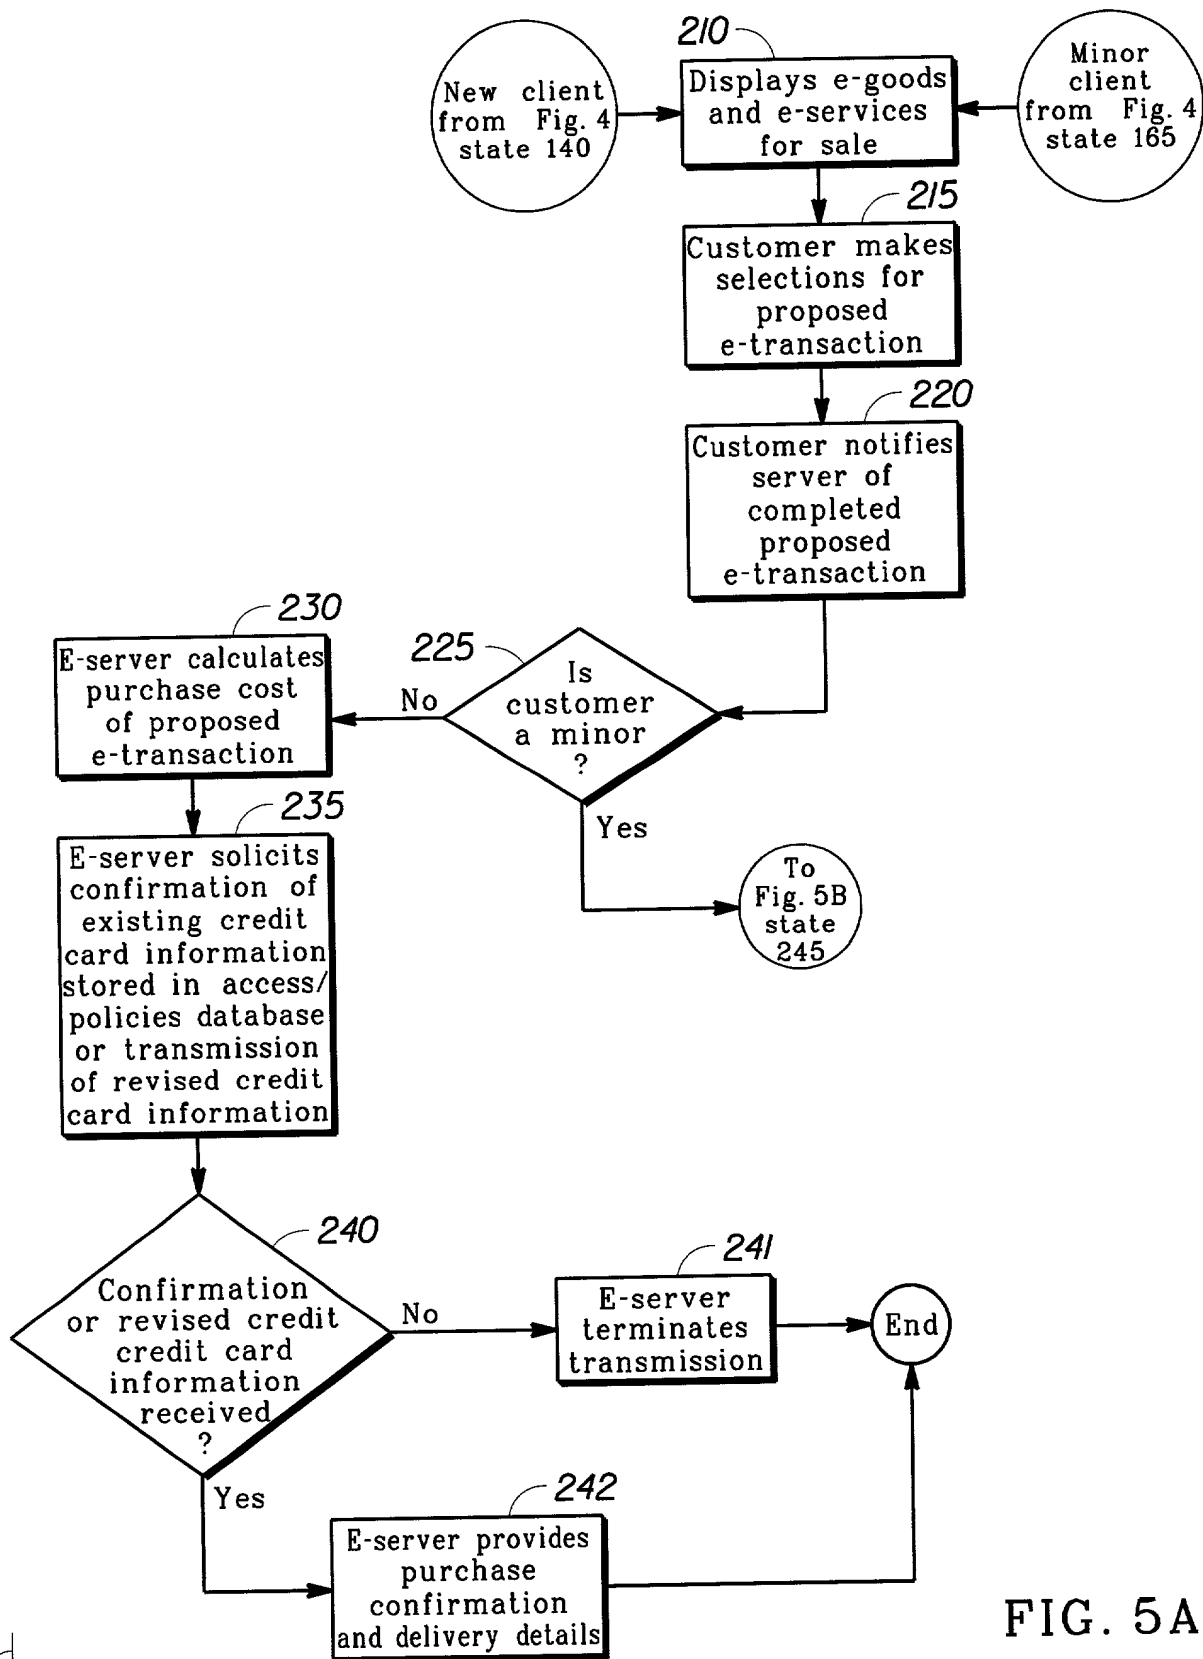 210
New client
from Fig. 4
state 140
Displays e-goods
and e-services
for sale
Minor
client
from Fig. 4
state 165
215
Customer makes
selections for
proposed
e-transaction
220
Customer notifies
server of
completed
proposed
e-transaction
225
Is
customer
a minor
?
No
Yes
To
Fig. 5B
state
245
230
E-server calculates
purchase cost
of proposed
e-transaction
235
E-server solicits
confirmation of
existing credit
card information
stored in access/
policies database
or transmission
of revised credit
card information
240
Confirmation
or revised credit
credit card
information
received
?
No
241
E-server
terminates
transmission
End
Yes
242
E-server provides
purchase
confirmation
and delivery details
FIG. 5A